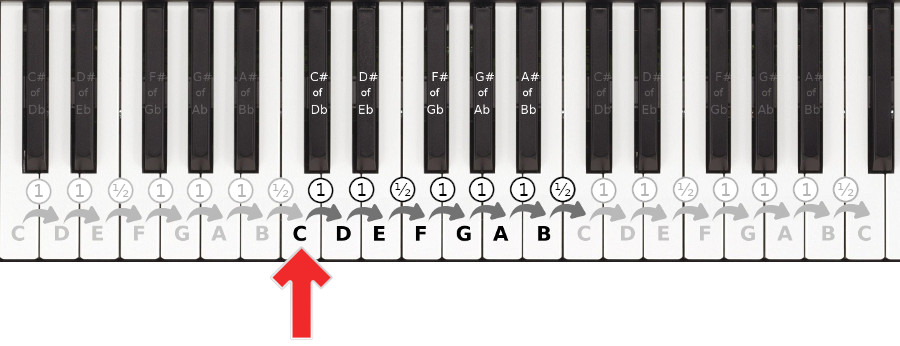 C# D# F# G# A# C# D# F# G# A# C# D# F# G# A#
of of of of of of of of of of of of of of of
Db Eb Gb Ab Bb Db Eb Gb Ab Bb Db Eb Gb Ab Bb
1 1 ½ 1 1 1 ½ 1 1 ½ 1 1 1 ½ 1 1 ½ 1 1 1 ½
C D E F G A B C D E F G A B C D E F G A B C